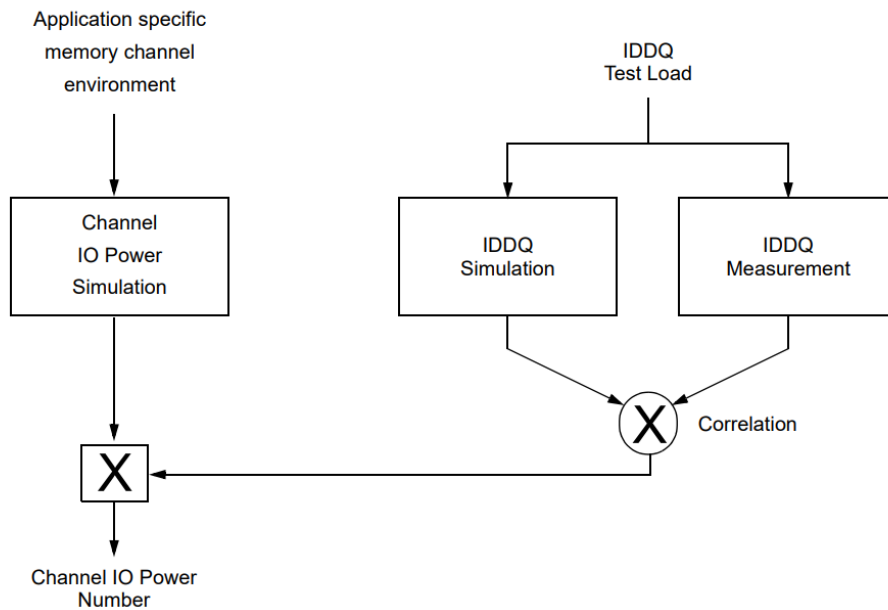 Application specific
memory channel
environment
IDDQ
Test Load
Channel
IO Power
Simulation
IDDQ
Simulation
IDDQ
Measurement
X
Correlation
X
Channel IO Power
Number